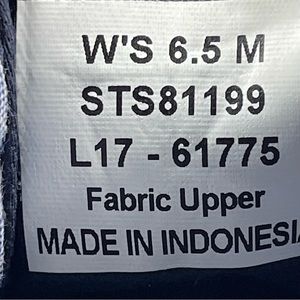 W'S 6.5 M
STS81199
L17 - 61775
Fabric Upper
MADE IN INDONESIA